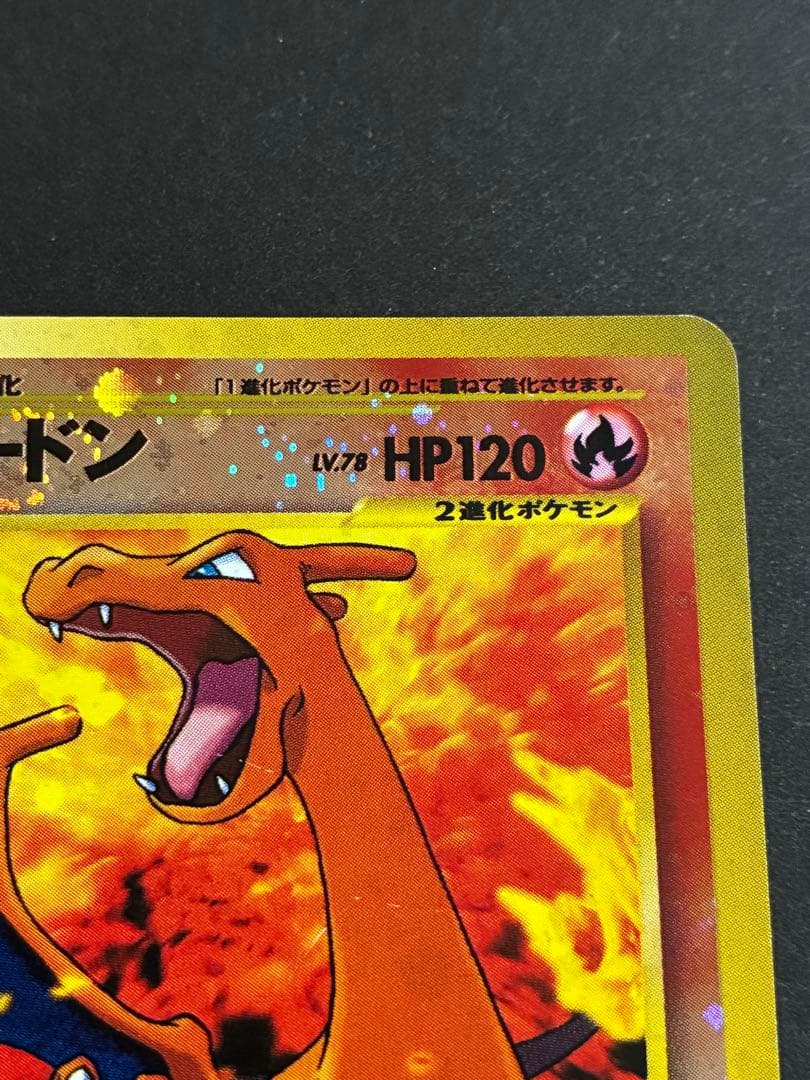 化
「1進化ポケモン」の上に重ねて進化させます。
ードン LV.78 HP120
2進化ポケモン